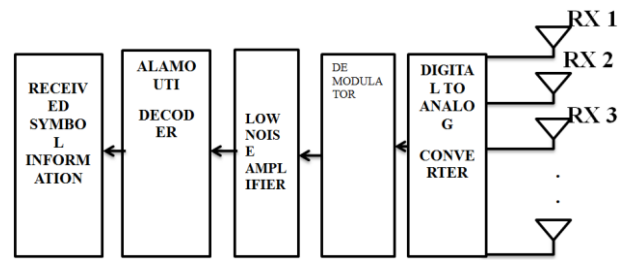 RECEIV
ED
SYMBO
L
INFORM
ATION
ALAMO
UTI
DECOD
ER
LOW
NOIS
E
AMPL
IFIER
DE
MODULA
TOR
DIGITA
L TO
ANALO
G
CONVE
RTER
RX 1
RX 2
RX 3